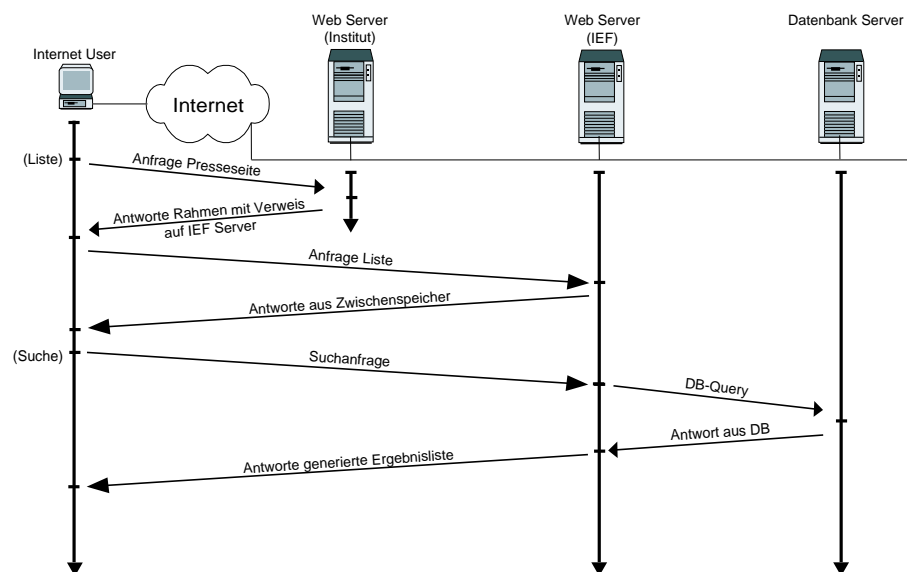 Web Server
(Institut)
Web Server
(IEF)
Datenbank Server
Internet User
Internet
(Liste)
Anfrage Presseseite
Antworte Rahmen mit Verweis
auf IEF Server
Anfrage Liste
Antworte aus Zwischenspeicher
(Suche)
Suchanfrage
DB-Query
Antwort aus DB
Antworte generierte Ergebnisliste